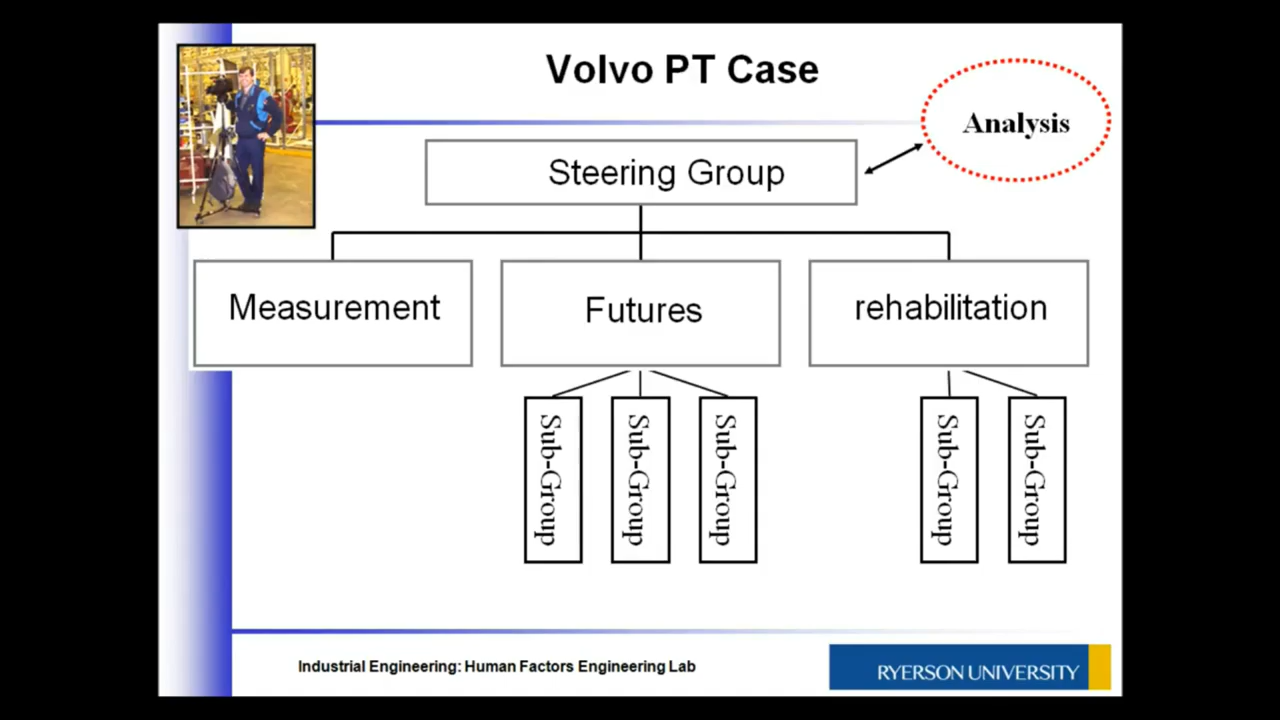 Volvo PT Case
Analysis
Steering Group
Measurement
Futures
rehabilitation
Sub-Group
Sub-Group
Sub-Group
Sub-Group
Sub-Group
Industrial Engineering: Human Factors Engineering Lab
RYERSON UNIVERSITY